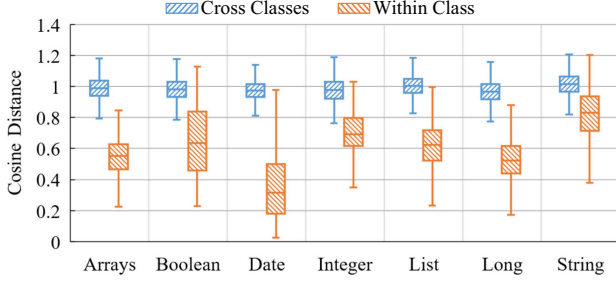 Cross Classes Within Class
1.4
1.2
1
0.8
0.6
0.4
0.2
0
Cosine Distance
Arrays Boolean Date Integer List Long String